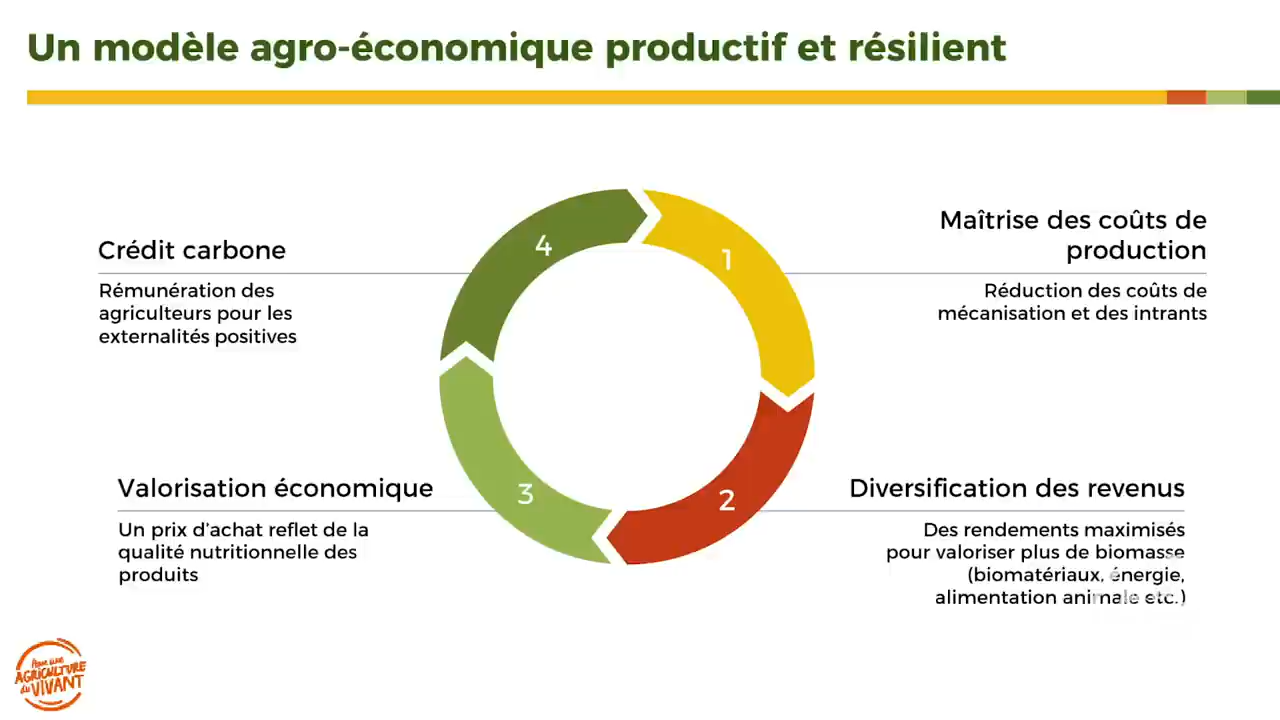 Un modèle agro-économique productif et résilient
4
1
3
2
Crédit carbone
Rémunération des
agriculteurs pour les
externalités positives
Maîtrise des coûts de
production
Réduction des coûts de
mécanisation et des intrants
Valorisation économique
Un prix d'achat reflet de la
qualité nutritionnelle des
produits
Diversification des revenus
Des rendements maximisés
pour valoriser plus de biomasse
(biomatériaux, énergie,
alimentation animale etc.)
Pour une
AGRICULTURE
du VIVANT